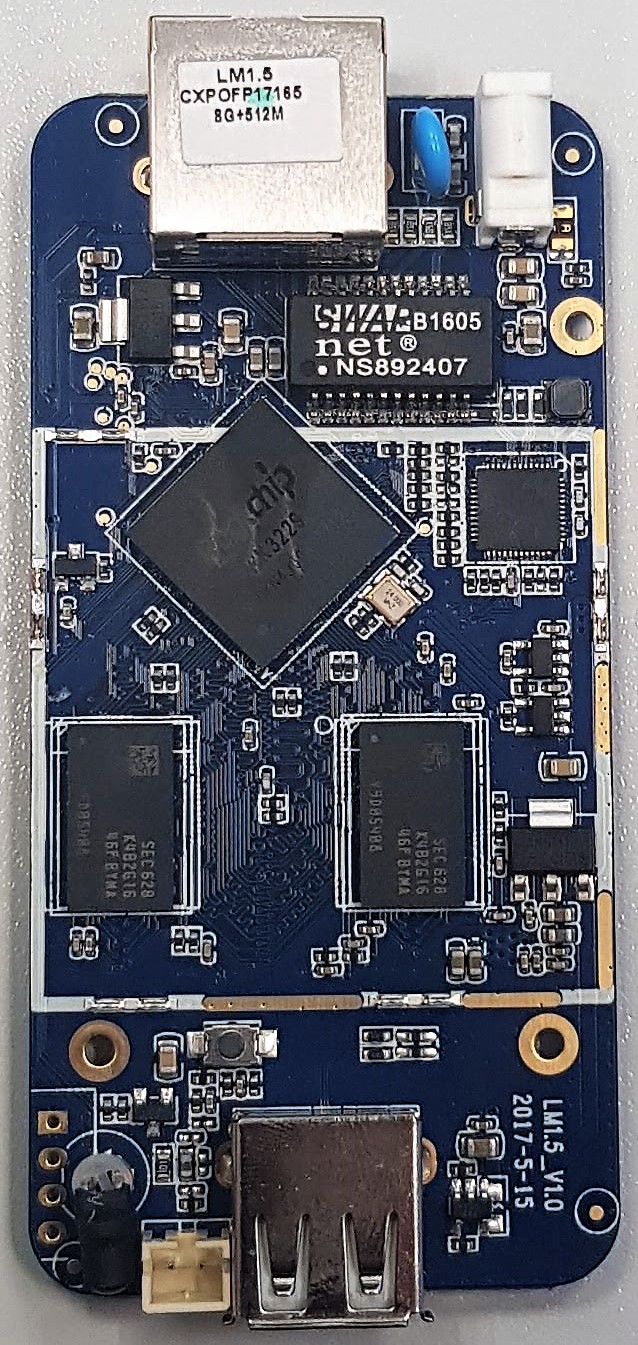 LM1.5
CXPOFP17165
8G+512M
B1605
net®
NS892407
chip
SEC 628
K4B2G16
46F BYMA
SEC 628
K4B2G16
46F BYMA
LM1.5_V1.0
2017-5-15